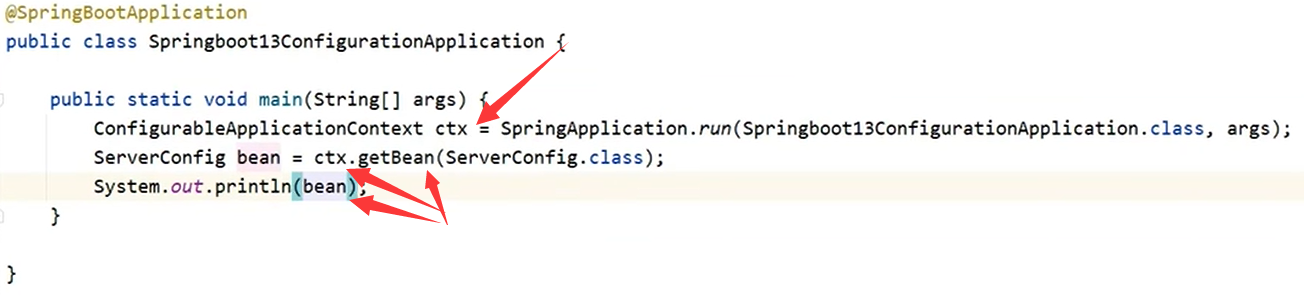 @SpringBootApplication
public class Springboot13ConfigurationApplication {
public static void main(String[] args) {
ConfigurableApplicationContext ctx = SpringApplication.run(Springboot13ConfigurationApplication.class, args);
ServerConfig bean = ctx.getBean(ServerConfig.class);
System.out.println(bean);
}
}